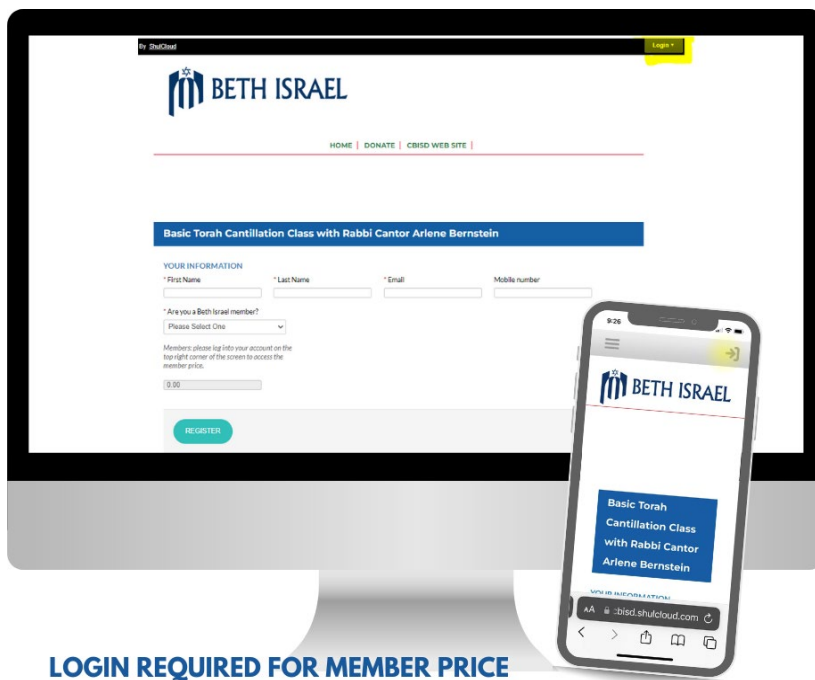 By ShulCloud
Login
BETH ISRAEL
HOME | DONATE | CBISD WEB SITE |
Basic Torah Cantillation Class with Rabbi Cantor Arlene Bernstein
YOUR INFORMATION
* First Name * Last Name * Email Mobile number
* Are you a Beth Israel member?
Please Select One
Members: please log into your account on the
top right corner of the screen to access the
member price.
0.00
REGISTER
9:26
BETH ISRAEL
Basic Torah
Cantillation Class
with Rabbi Cantor
Arlene Bernstein
YOUR INFORMATION
AA cbisd.shulcloud.com
LOGIN REQUIRED FOR MEMBER PRICE